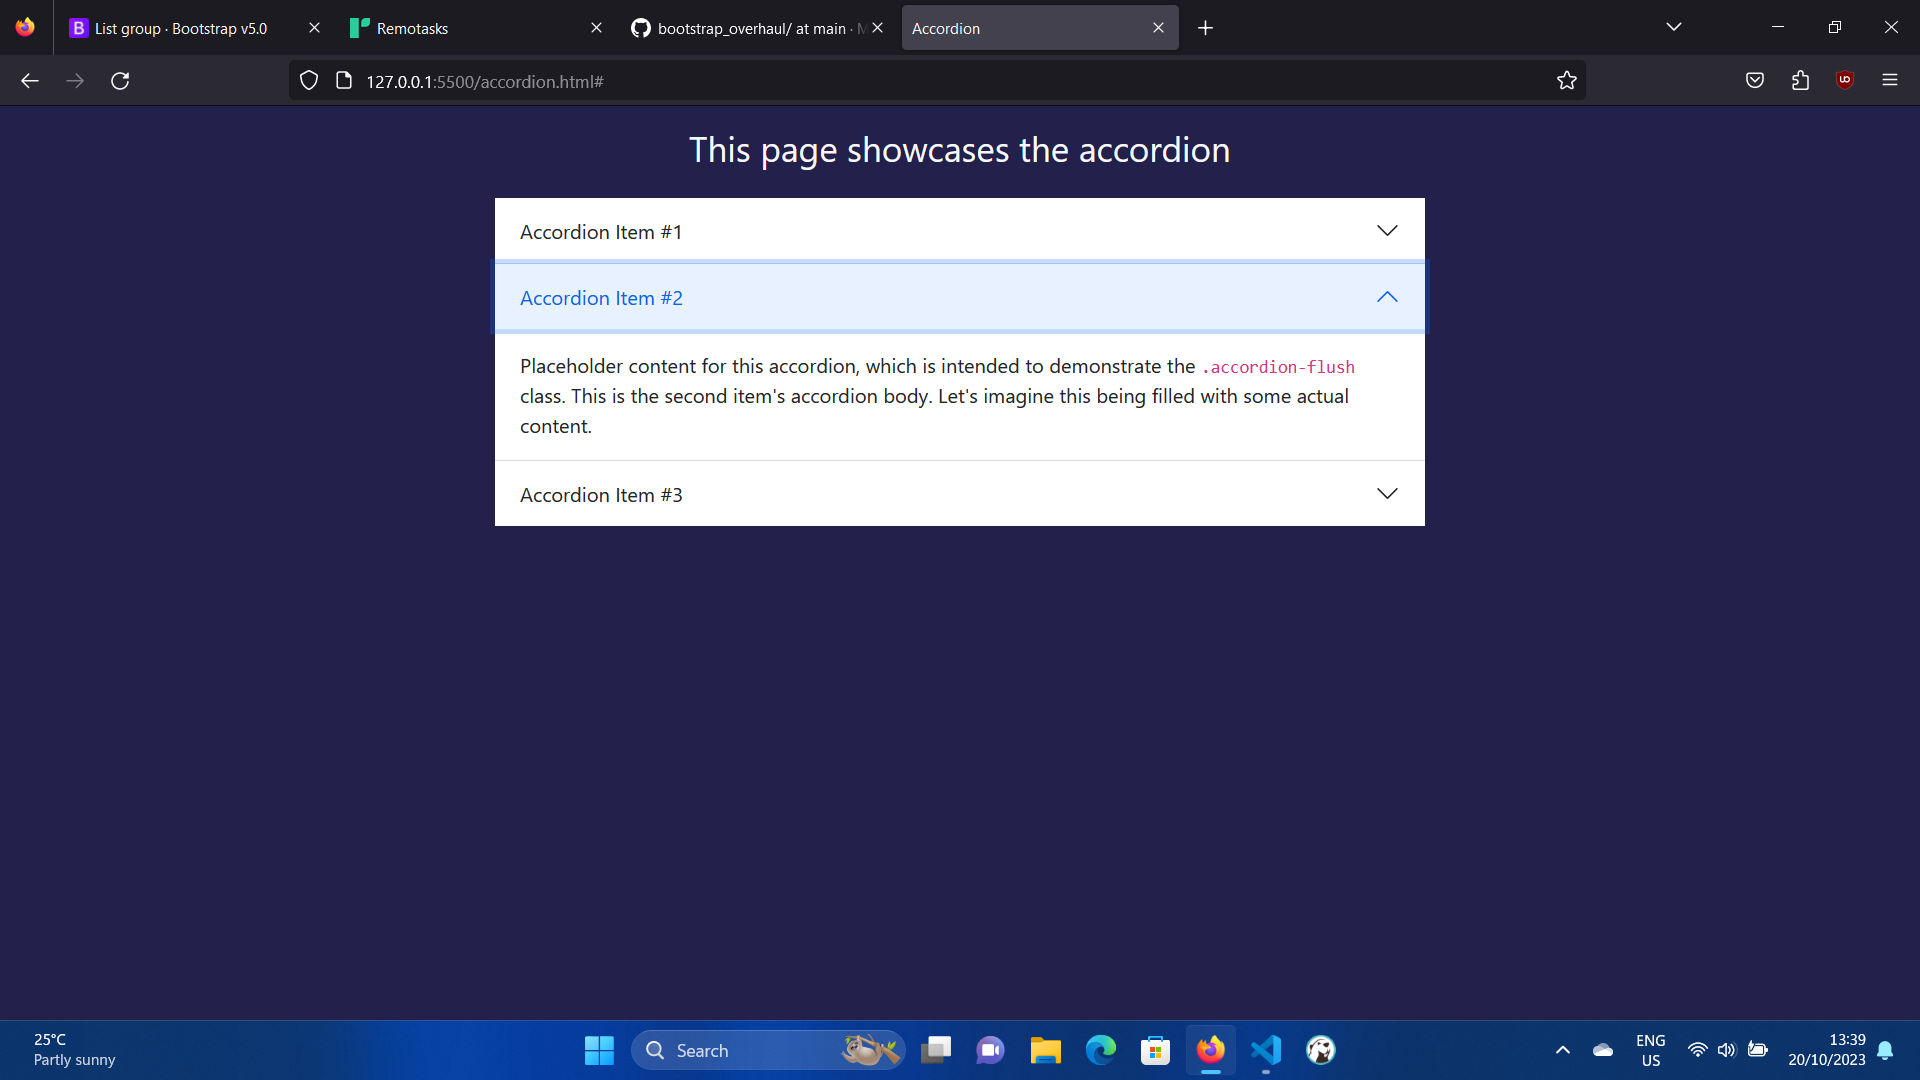 List group · Bootstrap v5.0
Remotasks
bootstrap_overhaul/ at main · M
Accordion
127.0.0.1:5500/accordion.html#
This page showcases the accordion
Accordion Item #1
Accordion Item #2
Placeholder content for this accordion, which is intended to demonstrate the .accordion-flush
class. This is the second item's accordion body. Let's imagine this being filled with some actual
content.
Accordion Item #3
25°C
Partly sunny
Search
ENG
US
13:39
20/10/2023